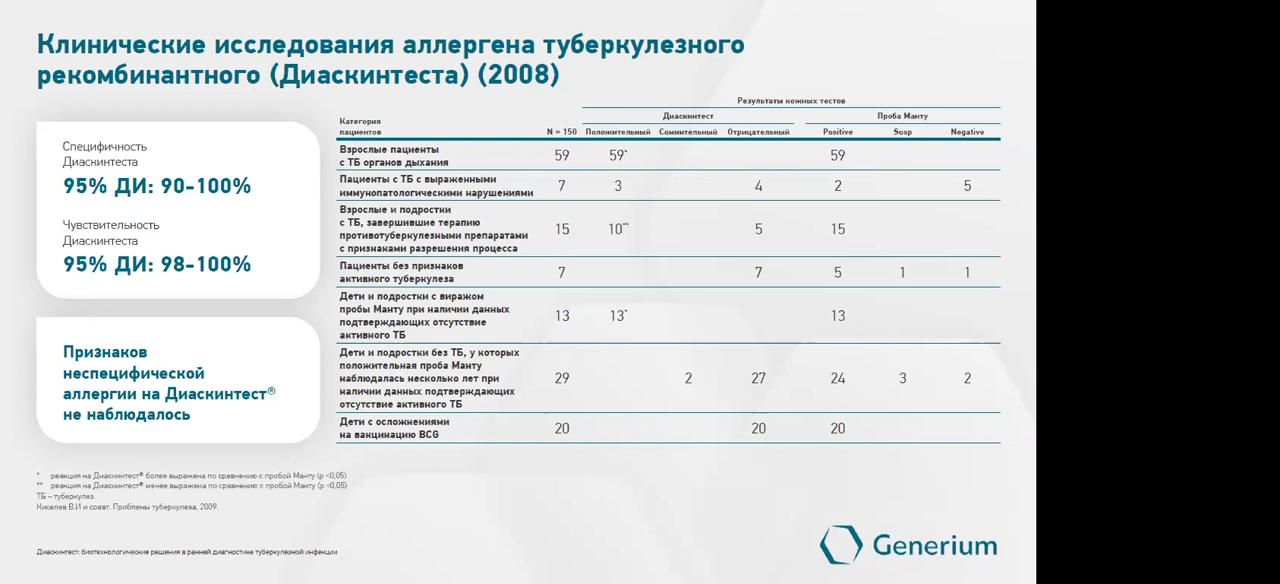 Клинические исследования аллергена туберкулезного
рекомбинантного (Диаскинтеста) (2008)
Специфичность
Диаскинтеста
95% ДИ: 90-100%
Чувствительность
Диаскинтеста
95% ДИ: 98-100%
Признаков
неспецифической
аллергии на Диаскинтест®
не наблюдалось
Результаты кожных тестов
Диаскинтест Проба Манту
Категория
пациентов N = 150 Положительный Сомнительный Отрицательный Positive Susp Negative
Взрослые пациенты
с ТБ органов дыхания 59 59* 59
Пациенты с ТБ с выраженными
иммунопатологическими нарушениями 7 3 4 2 5
Взрослые и подростки
с ТБ, завершившие терапию
противотуберкулезными препаратами
с признаками разрешения процесса 15 10** 5 15
Пациенты без признаков
активного туберкулеза 7 7 5 1 1
Дети и подростки с виражом
пробы Манту при наличии данных
подтверждающих отсутствие
активного ТБ 13 13* 13
Дети и подростки без ТБ, у которых
положительная проба Манту
наблюдалась несколько лет при
наличии данных подтверждающих
отсутствие активного ТБ 29 2 27 24 3 2
Дети с осложнениями
на вакцинацию BCG 20 20 20
* реакция на Диаскинтест® более выражена по сравнению с пробой Манту (p <0,05)
** реакция на Диаскинтест® менее выражена по сравнению с пробой Манту (p <0,05)
ТБ – туберкулез.
Киселев В.И и соавт. Проблемы туберкулеза, 2009.
Диаскинтест: биотехнологические решения в ранней диагностике туберкулезной инфекции
Generium